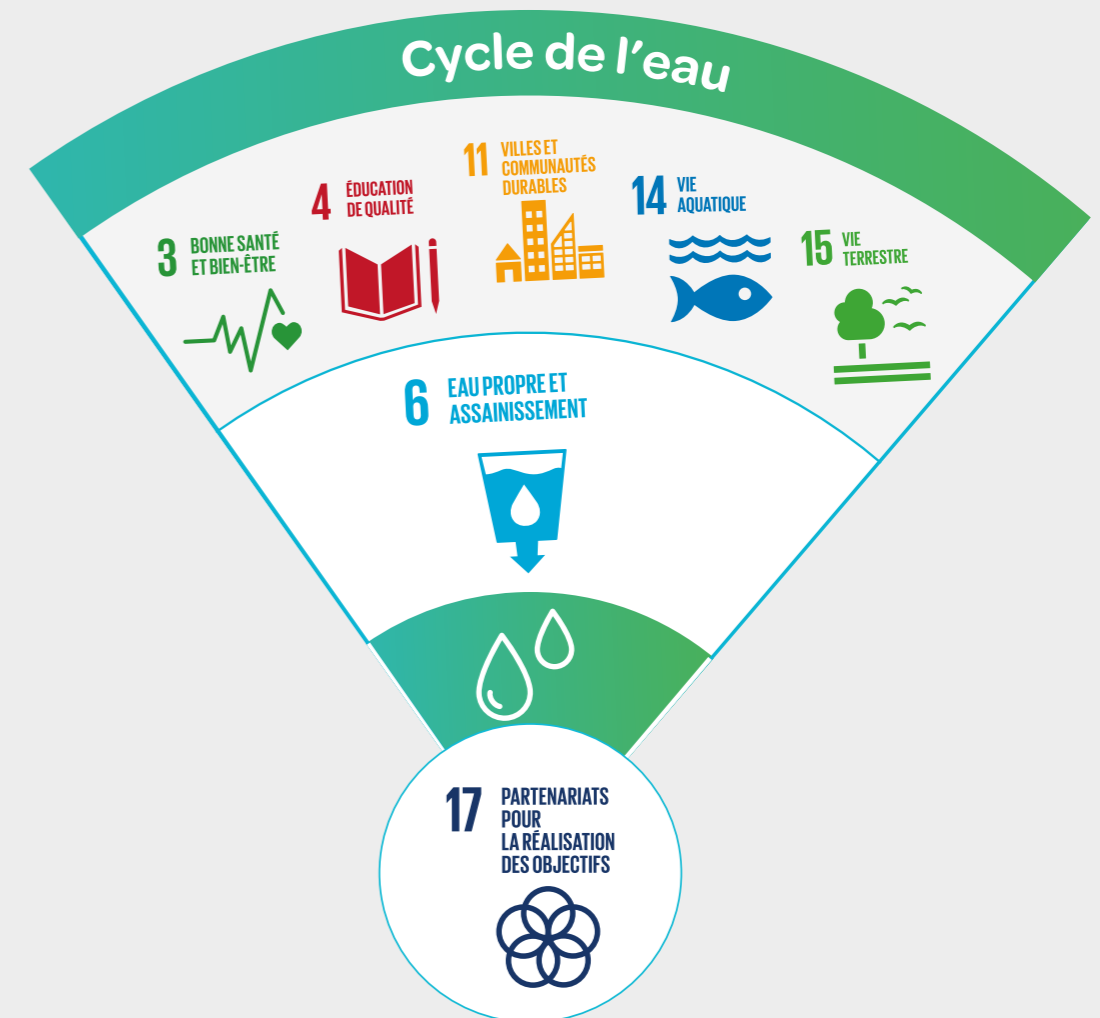 Cycle de l'eau
3 BONNE SANTÉ
ET BIEN-ÊTRE
4 ÉDUCATION
DE QUALITÉ
11 VILLES ET
COMMUNAUTÉS
DURABLES
14 VIE
AQUATIQUE
15 VIE
TERRESTRE
6 EAU PROPRE ET
ASSAINISSEMENT
17 PARTENARIATS
POUR
LA RÉALISATION
DES OBJECTIFS